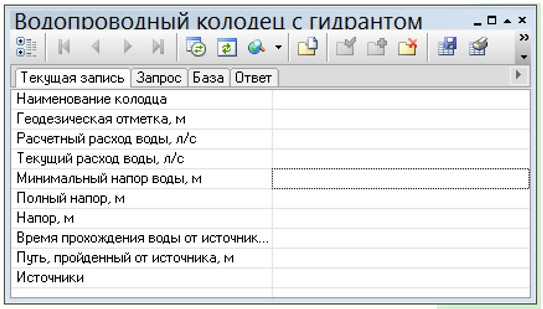 Водопроводный колодец с гидрантом
Текущая запись Запрос База Ответ
Наименование колодца
Геодезическая отметка, м
Расчетный расход воды, л/с
Текущий расход воды, л/с
Минимальный напор воды, м
Полный напор, м
Напор, м
Время прохождения воды от источник...
Путь, пройденный от источника, м
Источники